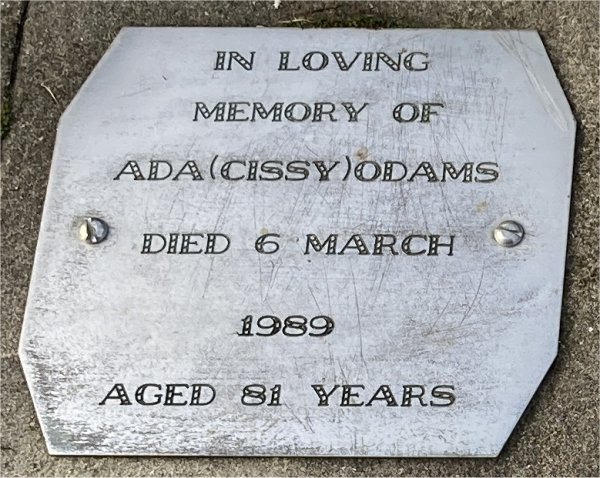 IN LOVING
MEMORY OF
ADA(CISSY)ODAMS
DIED 6 MARCH
1989
AGED 81 YEARS